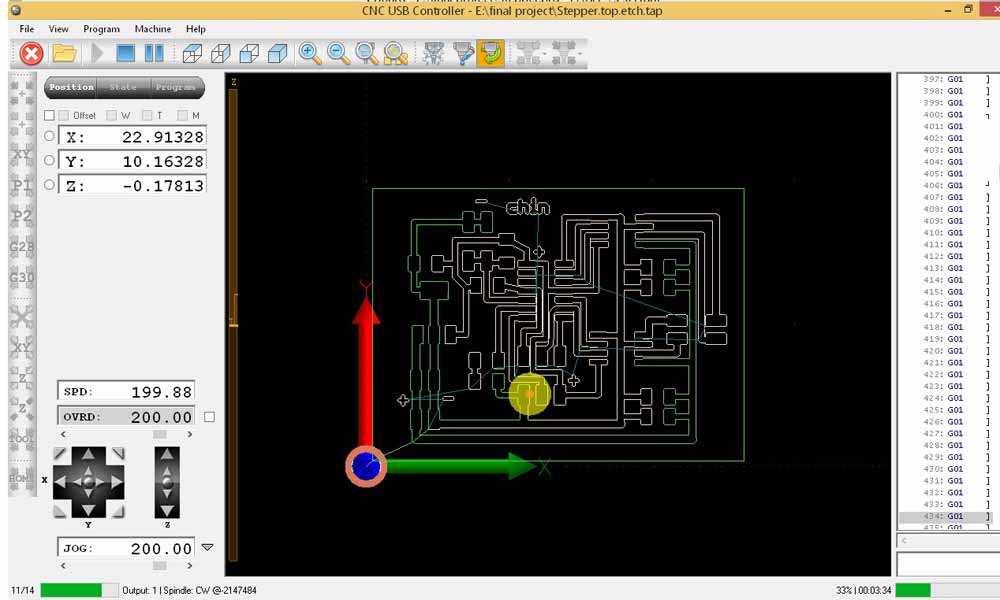 CNC USB Controller - E:\final project\Stepper.top.etch.tap
File View Program Machine Help
Position State Program
Offset W T M
X: 22.91328
Y: 10.16328
Z: -0.17813
XY
P1
P2
G28
G30
XY
Z
Z
TOOL
HOME
SPD: 199.88
OVRD: 200.00
X
Y
Z
JOG: 200.00
Z
Y
X
chin
397: G01
398: G01
399: G01
400: G01
401: G01
402: G01
403: G01
404: G01
405: G01
406: G01
407: G01
408: G01
409: G01
410: G01
411: G01
412: G01
413: G01
414: G01
415: G01
416: G01
417: G01
418: G01
419: G01
420: G01
421: G01
422: G01
423: G01
424: G01
425: G01
426: G01
427: G01
428: G01
429: G01
430: G01
431: G01
432: G01
433: G01
434: G01
435: G01
11/14 Output: 1 | Spindle: CW @-2147484 33% | 00:03:34